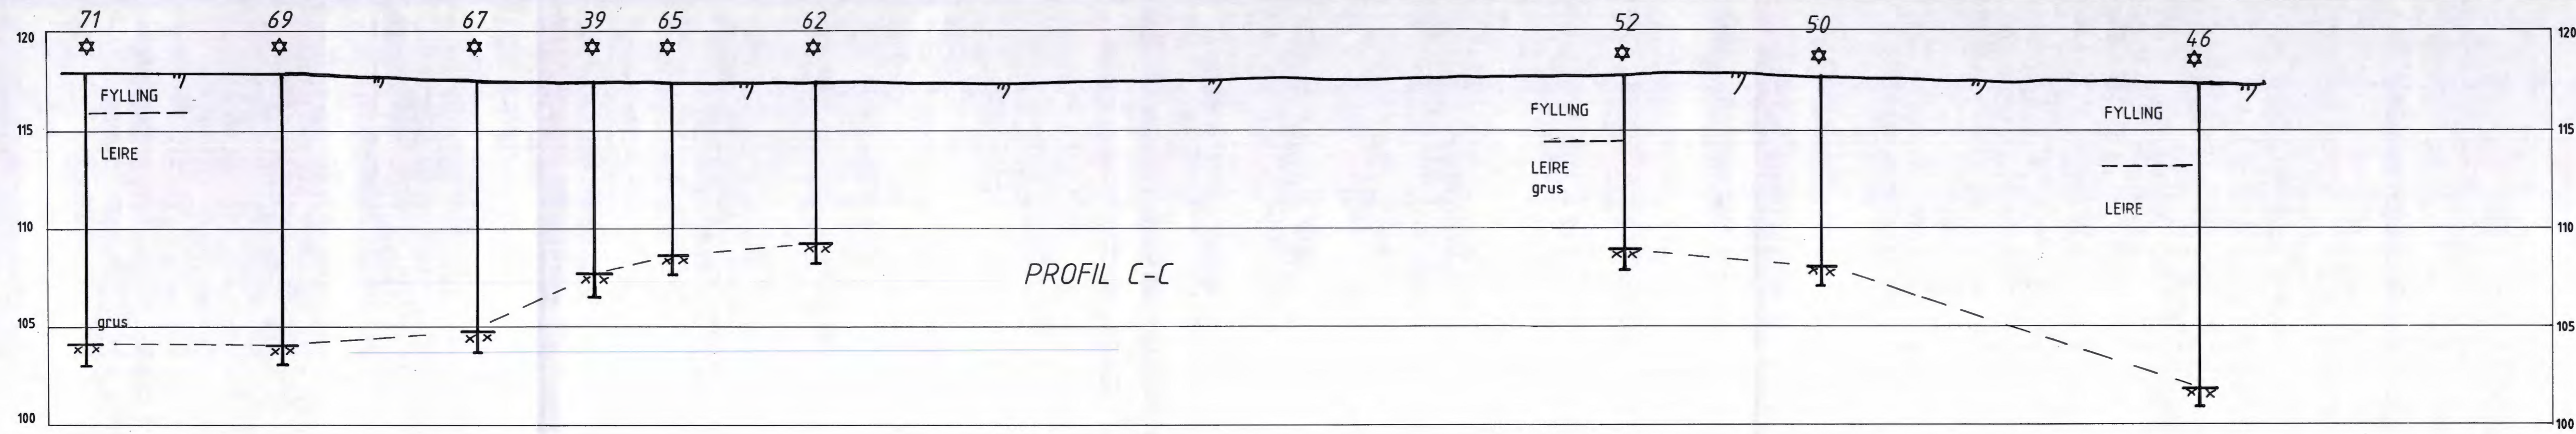 71 69 67 39 65 62 52 50 46
120 120
FYLLING FYLLING FYLLING
115 115
LEIRE LEIRE LEIRE
grus
110 110
PROFIL C-C
grus
105 105
100 100